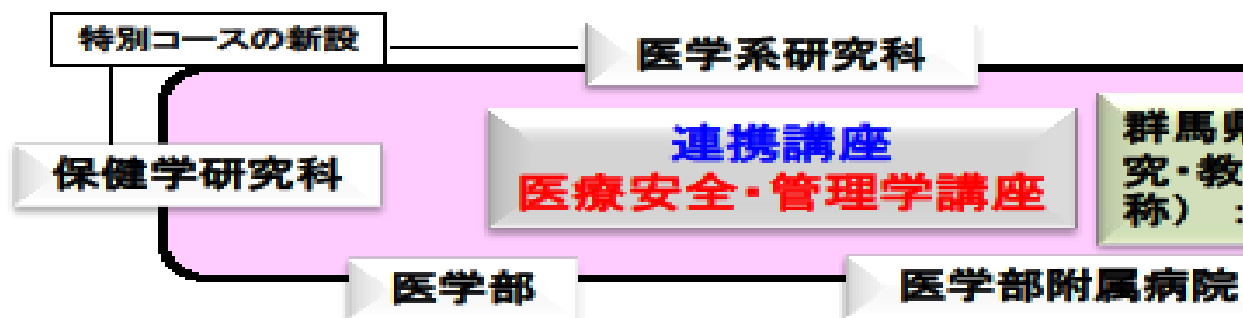 特別コースの新設
医学系研究科
保健学研究科
連携講座
医療安全・管理学講座
群馬県
究・教
称）
医学部
医学部附属病院